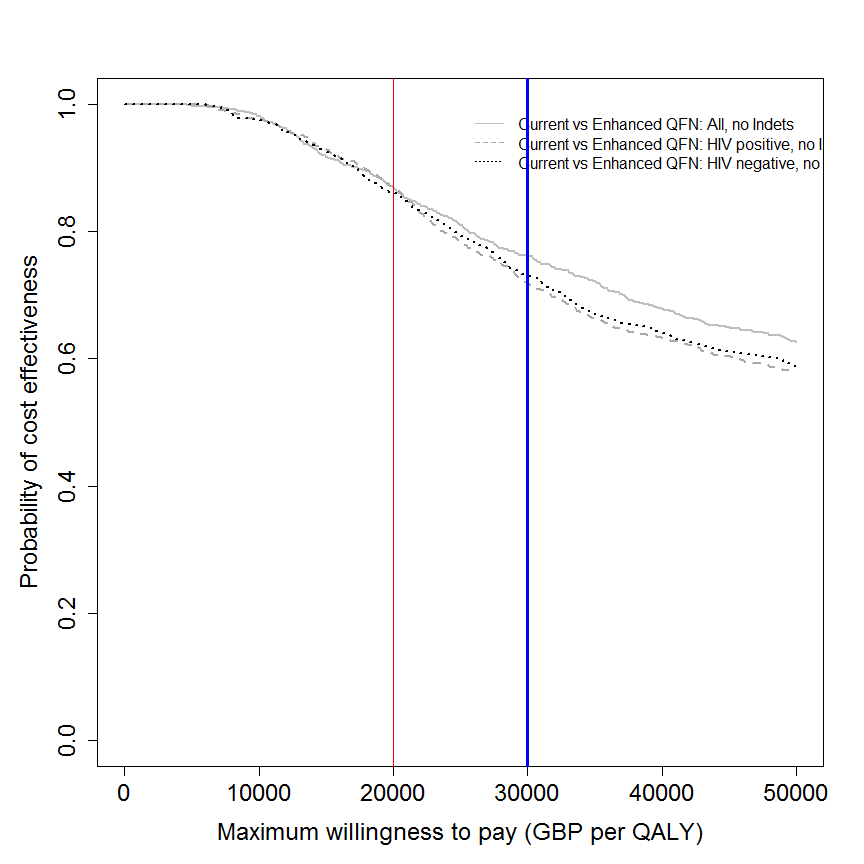 Current vs Enhanced QFN: All, no Indets
Current vs Enhanced QFN: HIV positive, no I
Current vs Enhanced QFN: HIV negative, no
1.0
0.8
0.6
0.4
0.2
0.0
Probability of cost effectiveness
0 10000 20000 30000 40000 50000
Maximum willingness to pay (GBP per QALY)